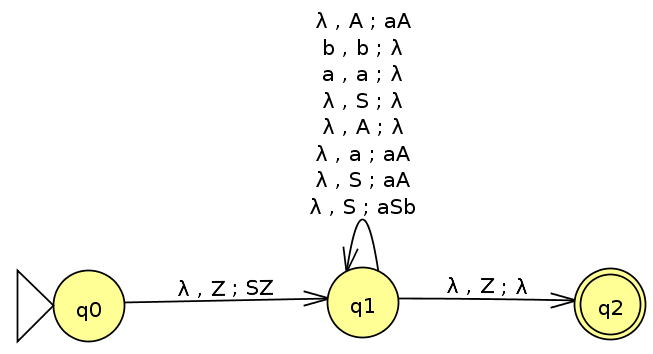 λ , A ; aA
b , b ; λ
a , a ; λ
λ , S ; λ
λ , A ; λ
λ , a ; aA
λ , S ; aA
λ , S ; aSb
λ , Z ; SZ
λ , Z ; λ
q0
q1
q2